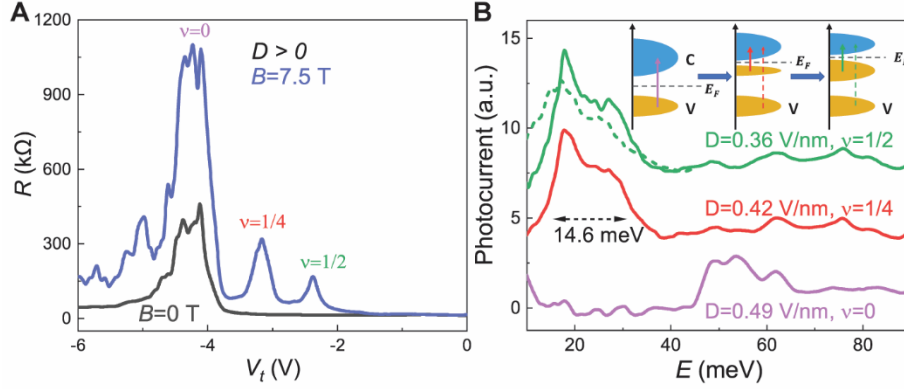 A
1200
900
600
300
0
R (kΩ)
ν=0
D > 0
B=7.5 T
ν=1/4
ν=1/2
B=0 T
-6
-4
-2
0
V_t (V)
B
15
10
5
0
Photocurrent (a.u.)
C
E_F
V
E_F
V
E_F
V
D=0.36 V/nm, ν=1/2
D=0.42 V/nm, ν=1/4
14.6 meV
D=0.49 V/nm, ν=0
20
40
60
80
E (meV)